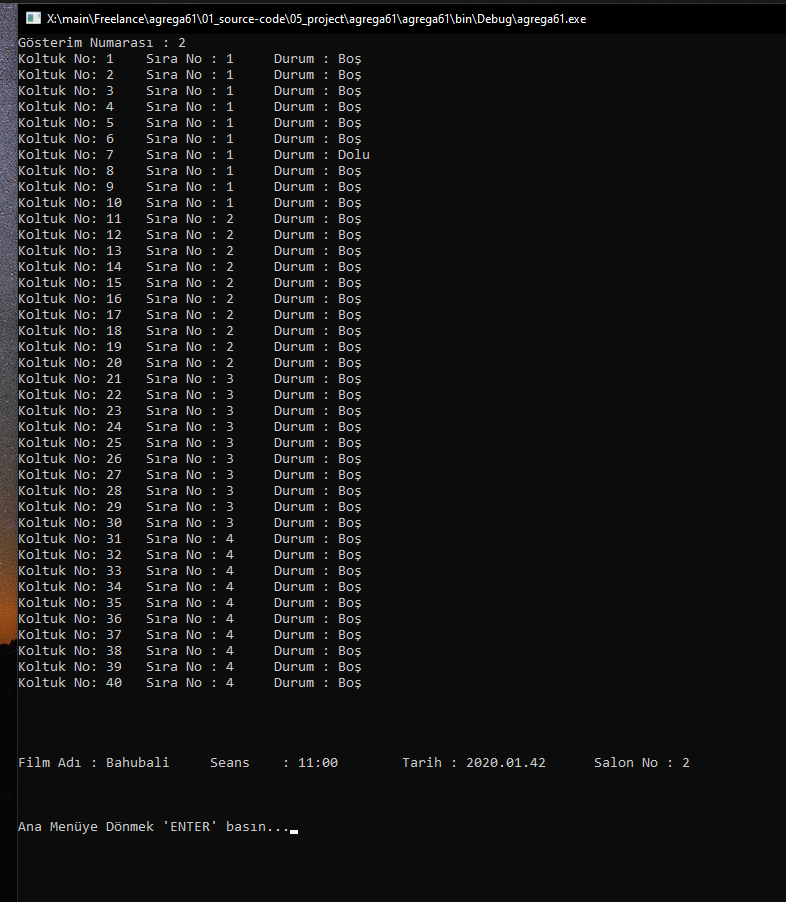 X:\main\Freelance\agrega61\01_source-code\05_project\agrega61\agrega61\bin\Debug\agrega61.exe
Gösterim Numarası : 2
Koltuk No: 1 Sıra No : 1 Durum : Boş
Koltuk No: 2 Sıra No : 1 Durum : Boş
Koltuk No: 3 Sıra No : 1 Durum : Boş
Koltuk No: 4 Sıra No : 1 Durum : Boş
Koltuk No: 5 Sıra No : 1 Durum : Boş
Koltuk No: 6 Sıra No : 1 Durum : Boş
Koltuk No: 7 Sıra No : 1 Durum : Dolu
Koltuk No: 8 Sıra No : 1 Durum : Boş
Koltuk No: 9 Sıra No : 1 Durum : Boş
Koltuk No: 10 Sıra No : 1 Durum : Boş
Koltuk No: 11 Sıra No : 2 Durum : Boş
Koltuk No: 12 Sıra No : 2 Durum : Boş
Koltuk No: 13 Sıra No : 2 Durum : Boş
Koltuk No: 14 Sıra No : 2 Durum : Boş
Koltuk No: 15 Sıra No : 2 Durum : Boş
Koltuk No: 16 Sıra No : 2 Durum : Boş
Koltuk No: 17 Sıra No : 2 Durum : Boş
Koltuk No: 18 Sıra No : 2 Durum : Boş
Koltuk No: 19 Sıra No : 2 Durum : Boş
Koltuk No: 20 Sıra No : 2 Durum : Boş
Koltuk No: 21 Sıra No : 3 Durum : Boş
Koltuk No: 22 Sıra No : 3 Durum : Boş
Koltuk No: 23 Sıra No : 3 Durum : Boş
Koltuk No: 24 Sıra No : 3 Durum : Boş
Koltuk No: 25 Sıra No : 3 Durum : Boş
Koltuk No: 26 Sıra No : 3 Durum : Boş
Koltuk No: 27 Sıra No : 3 Durum : Boş
Koltuk No: 28 Sıra No : 3 Durum : Boş
Koltuk No: 29 Sıra No : 3 Durum : Boş
Koltuk No: 30 Sıra No : 3 Durum : Boş
Koltuk No: 31 Sıra No : 4 Durum : Boş
Koltuk No: 32 Sıra No : 4 Durum : Boş
Koltuk No: 33 Sıra No : 4 Durum : Boş
Koltuk No: 34 Sıra No : 4 Durum : Boş
Koltuk No: 35 Sıra No : 4 Durum : Boş
Koltuk No: 36 Sıra No : 4 Durum : Boş
Koltuk No: 37 Sıra No : 4 Durum : Boş
Koltuk No: 38 Sıra No : 4 Durum : Boş
Koltuk No: 39 Sıra No : 4 Durum : Boş
Koltuk No: 40 Sıra No : 4 Durum : Boş
Film Adı : Bahubali Seans : 11:00 Tarih : 2020.01.42 Salon No : 2
Ana Menüye Dönmek 'ENTER' basın...